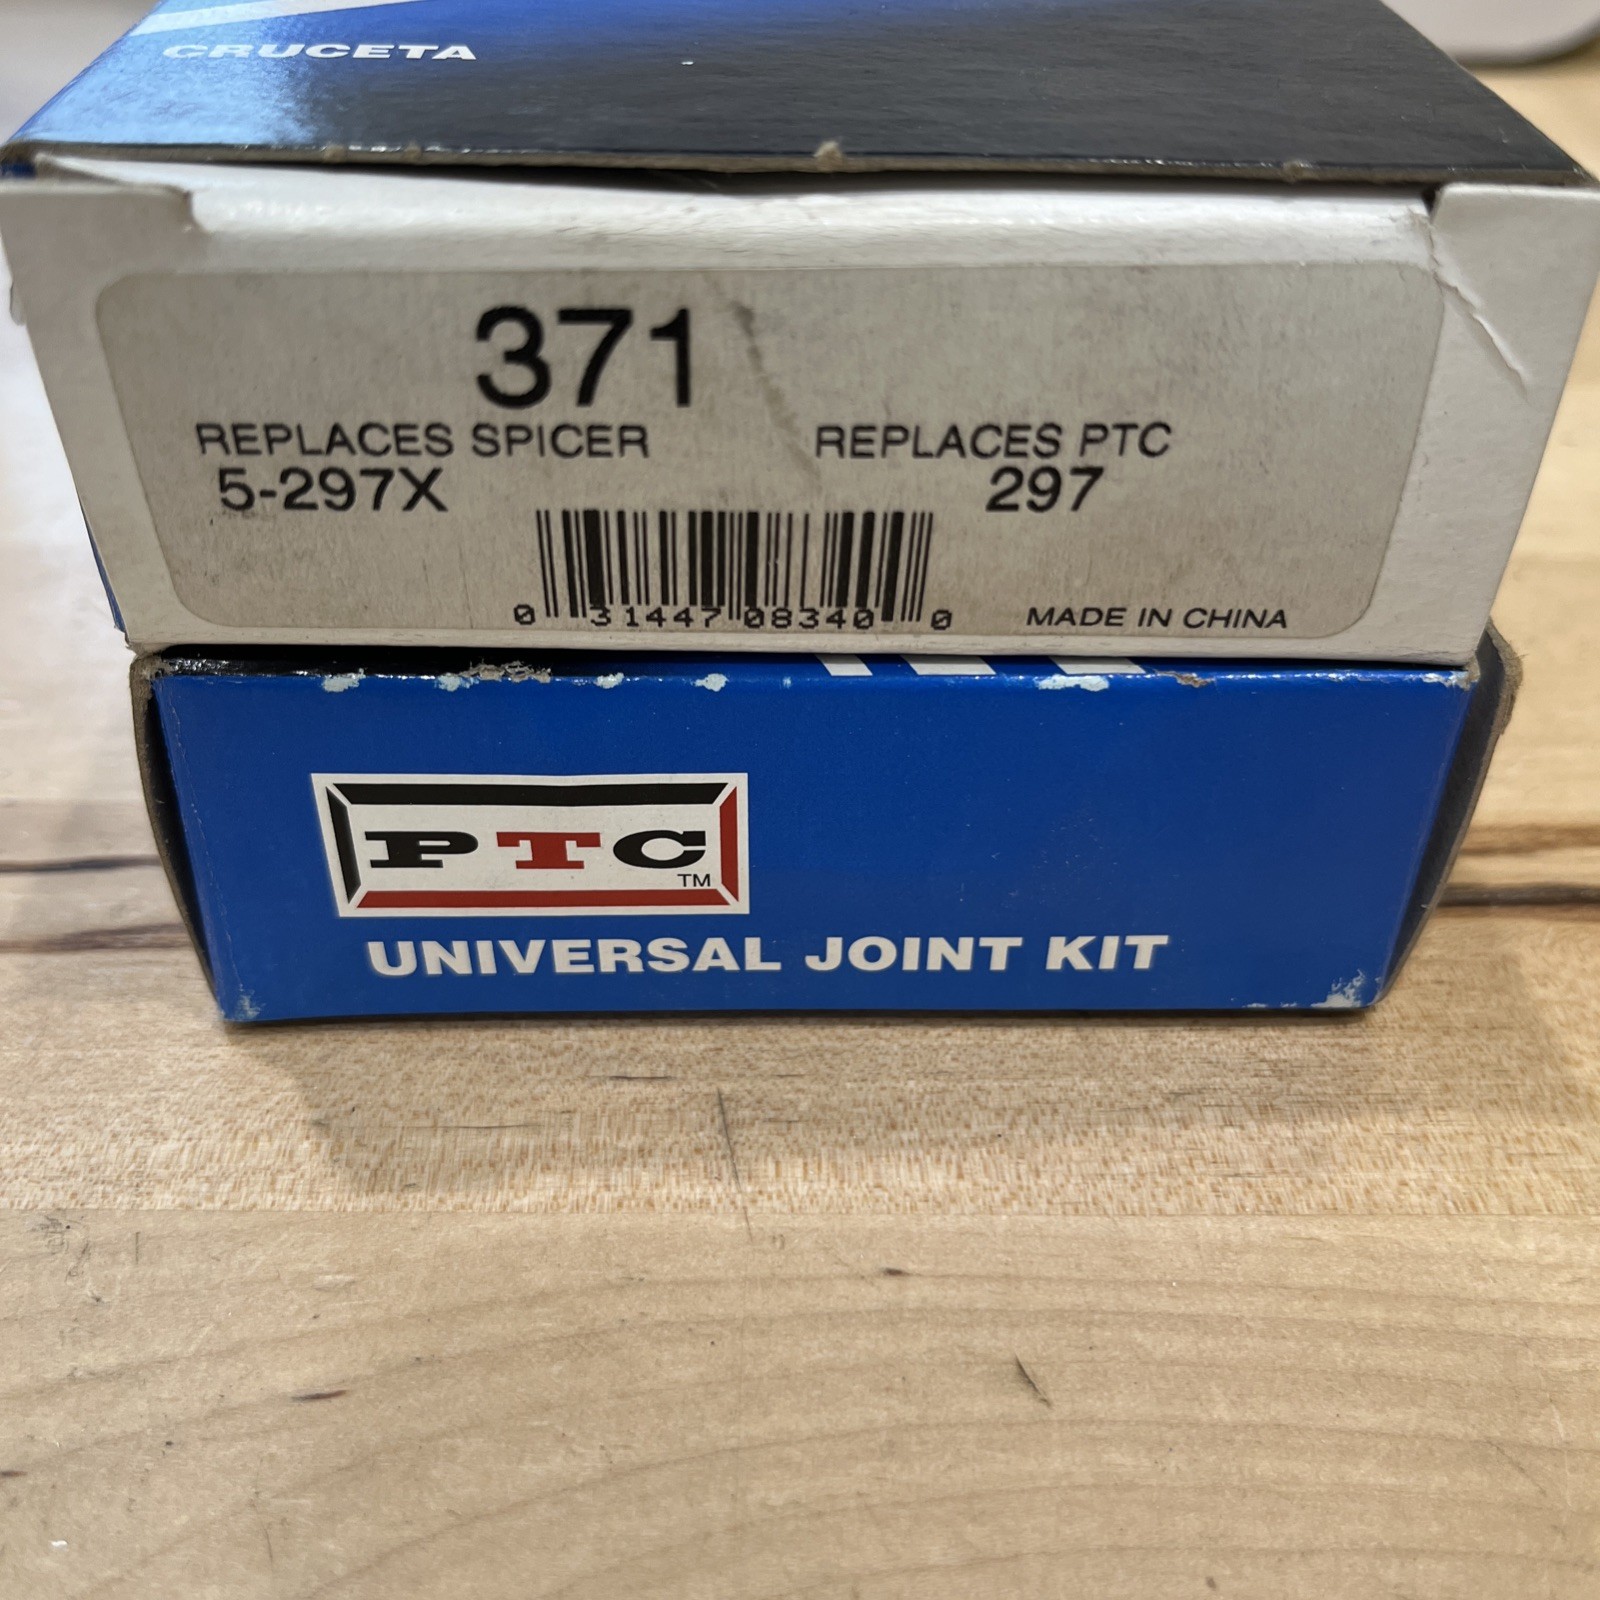 CRUCETA
371
REPLACES SPICER REPLACES PTC
5-297X 297
0 31447 08340 0
MADE IN CHINA
PTC
TM
UNIVERSAL JOINT KIT